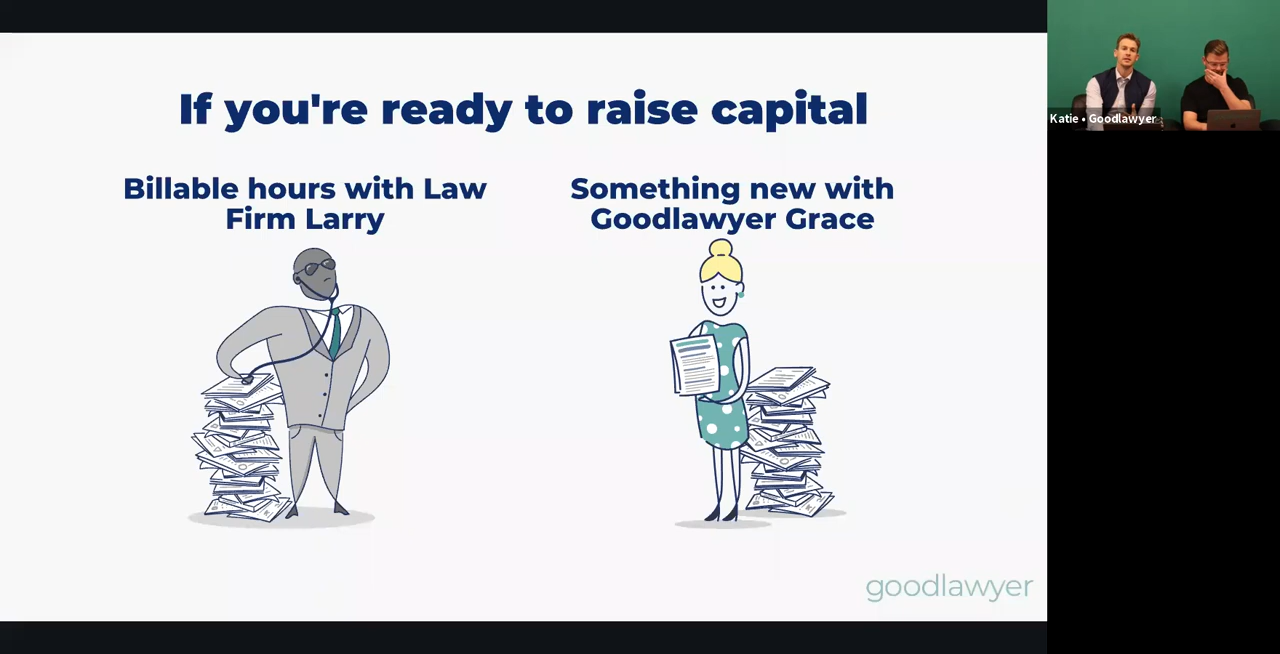 If you're ready to raise capital
Billable hours with Law
Firm Larry
Something new with
Goodlawyer Grace
goodlawyer
Katie • Goodlawyer